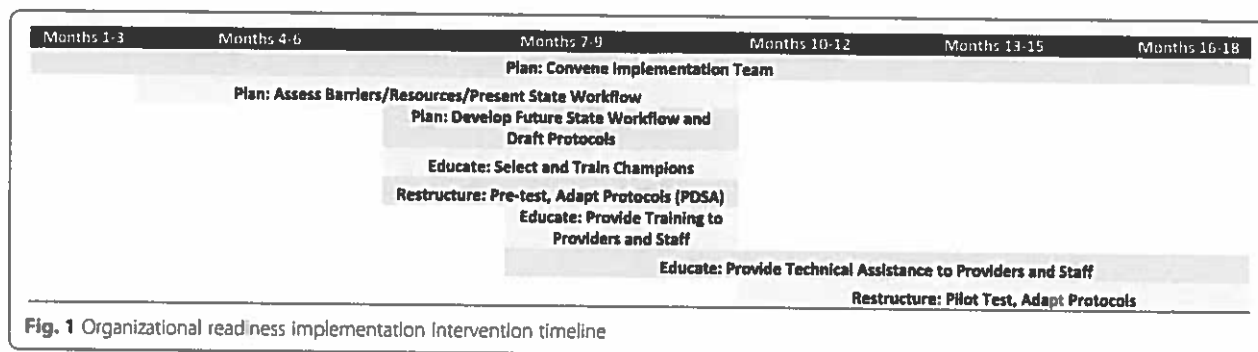 Months 1-3 Months 4-6 Months 7-9 Months 10-12 Months 13-15 Months 16-18
Plan: Convene Implementation Team
Plan: Assess Barriers/Resources/Present State Workflow
Plan: Develop Future State Workflow and
Draft Protocols
Educate: Select and Train Champions
Restructure: Pre-test, Adapt Protocols (PDSA)
Educate: Provide Training to
Providers and Staff
Educate: Provide Technical Assistance to Providers and Staff
Restructure: Pilot Test, Adapt Protocols
Fig. 1 Organizational readiness implementation intervention timeline